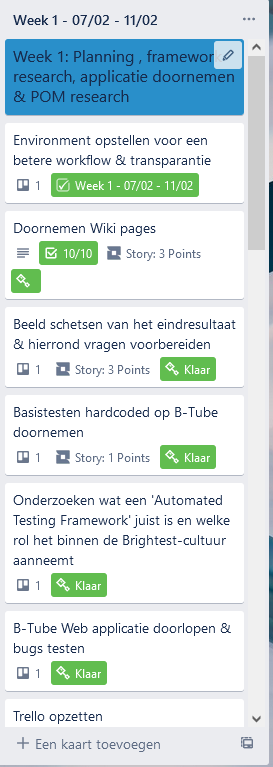 Week 1 - 07/02 - 11/02
Week 1: Planning , framework
research, applicatie doornemen
& POM research
Environment opstellen voor een
betere workflow & transparantie
1 Week 1 - 07/02 - 11/02
Doornemen Wiki pages
10/10 Story: 3 Points
Beeld schetsen van het eindresultaat
& hierrond vragen voorbereiden
1 Story: 3 Points Klaar
Basistesten hardcoded op B-Tube
doornemen
1 Story: 1 Points Klaar
Onderzoeken wat een 'Automated
Testing Framework' juist is en welke
rol het binnen de Brightest-cultuur
aanneemt
1 Klaar
B-Tube Web applicatie doorlopen &
bugs testen
1 Klaar
Trello opzetten
+ Een kaart toevoegen